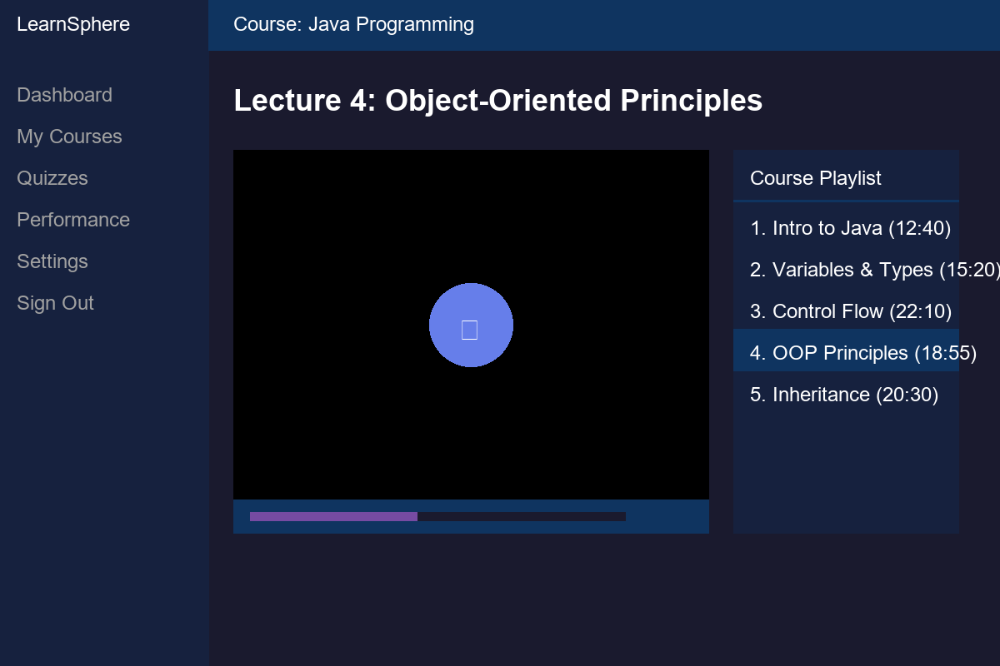 LearnSphere
Course: Java Programming
Dashboard
My Courses
Quizzes
Performance
Settings
Sign Out
Lecture 4: Object-Oriented Principles
Course Playlist
1. Intro to Java (12:40)
2. Variables & Types (15:20)
3. Control Flow (22:10)
4. OOP Principles (18:55)
5. Inheritance (20:30)